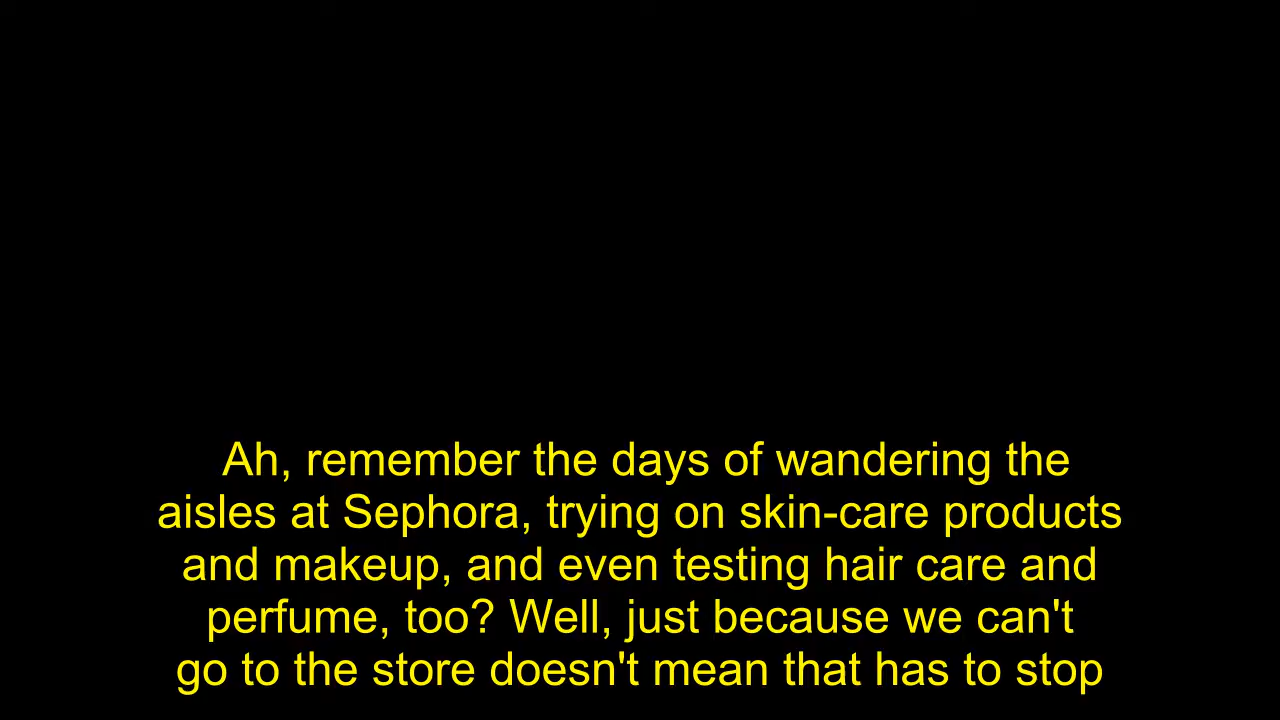 Ah, remember the days of wandering the
aisles at Sephora, trying on skin-care products
and makeup, and even testing hair care and
perfume, too? Well, just because we can't
go to the store doesn't mean that has to stop